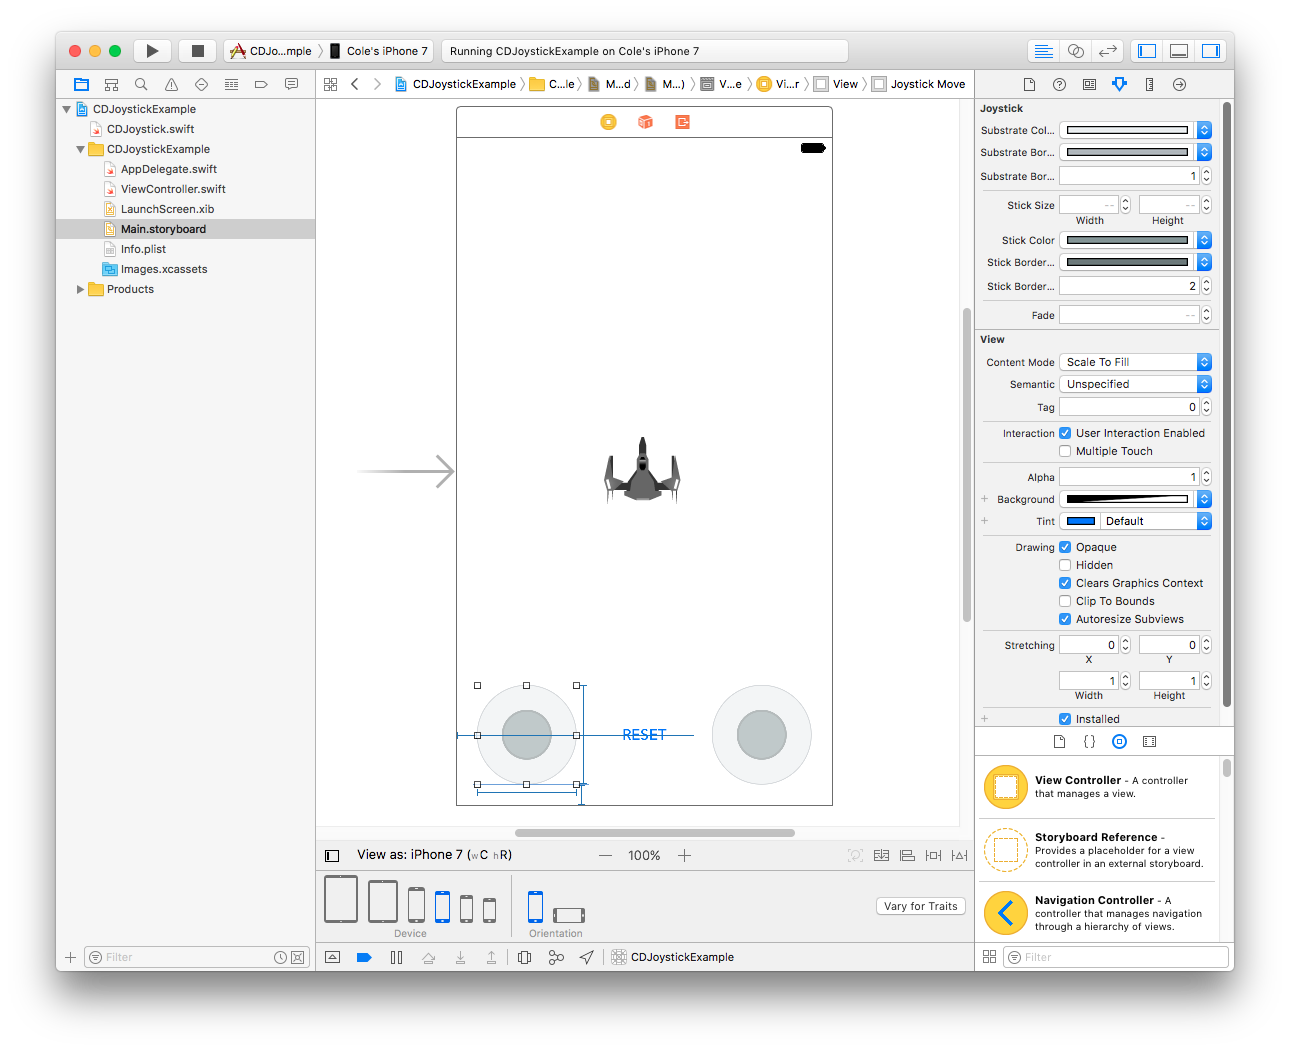 CDJo...mple
Cole's iPhone 7
Running CDJoystickExample on Cole's iPhone 7
CDJoystickExample
C...le
M...d
M...)
V...e
Vi...r
View
Joystick Move
CDJoystickExample
CDJoystick.swift
CDJoystickExample
AppDelegate.swift
ViewController.swift
LaunchScreen.xib
Main.storyboard
Info.plist
Images.xcassets
Products
Filter
RESET
View as: iPhone 7 (wC hR)
100%
Device
Orientation
Vary for Traits
CDJoystickExample
Joystick
Substrate Col...
Substrate Bor...
Substrate Bor... 1
Stick Size -- --
Width Height
Stick Color
Stick Border...
Stick Border... 2
Fade --
View
Content Mode Scale To Fill
Semantic Unspecified
Tag 0
Interaction User Interaction Enabled
Multiple Touch
Alpha 1
+ Background
+ Tint Default
Drawing Opaque
Hidden
Clears Graphics Context
Clip To Bounds
Autoresize Subviews
Stretching 0 0
X Y
1 1
Width Height
+ Installed
{}
View Controller - A controller
that manages a view.
Storyboard Reference -
Provides a placeholder for a view
controller in an external storyboard.
Navigation Controller - A
controller that manages navigation
through a hierarchy of views.
Filter